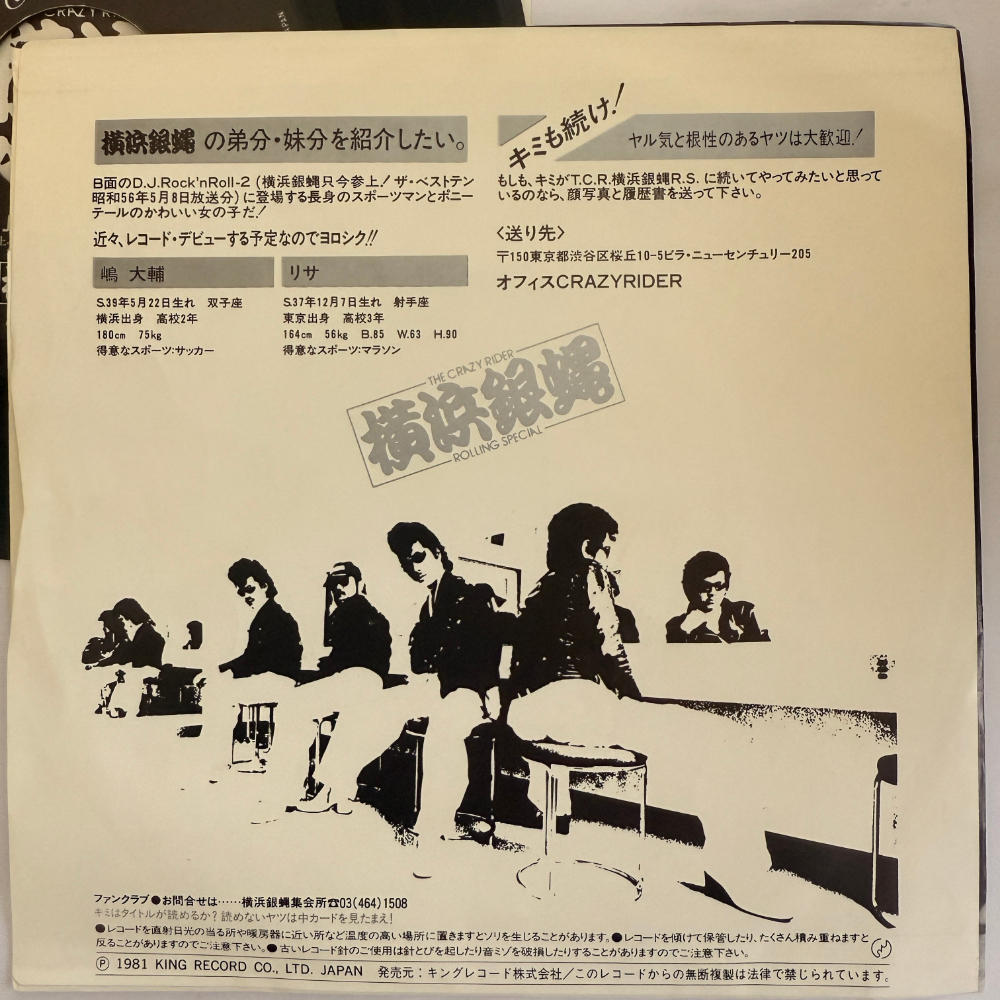 CRAZY RI
JAPAN
横浜銀蝿の弟分・妹分を紹介したい。
B面のD.J.Rock'nRoll-2（横浜銀蝿只今参上！ザ・ベストテン
昭和56年5月8日放送分）に登場する長身のスポーツマンとポニー
テールのかわいい女の子だ！
近々、レコード・デビューする予定なのでヨロシク!!
嶋 大輔
S.39年5月22日生れ 双子座
横浜出身 高校2年
180cm 75kg
得意なスポーツ:サッカー
リサ
S.37年12月7日生れ 射手座
東京出身 高校3年
164cm 56kg B.85 W.63 H.90
得意なスポーツ:マラソン
キミも続け！
ヤル気と根性のあるヤツは大歓迎！
もしも、キミがT.C.R.横浜銀蝿R.S.に続いてやってみたいと思って
いるのなら、顔写真と履歴書を送って下さい。
〈送り先〉
〒150東京都渋谷区桜丘10-5ビラ・ニューセンチュリー205
オフィスCRAZYRIDER
THE CRAZY RIDER
横浜銀蝿
ROLLING SPECIAL
ファンクラブ●お問合せは……横浜銀蝿集会所☎03(464)1508
キミはタイトルが読めるか？読めないヤツは中カードを見たまえ！
●レコードを直射日光の当る所や暖房器に近い所など温度の高い場所に置きますとソリを生じることがあります。●レコードを傾けて保管したり、たくさん積み重ねますと
反ることがありますのでご注意下さい。●古いレコード針のご使用は針とびを起したり音ミゾを破損したりすることがありますのでご注意下さい。
Ⓟ 1981 KING RECORD CO., LTD. JAPAN 発売元：キングレコード株式会社／このレコードからの無断複製は法律で禁じられています。